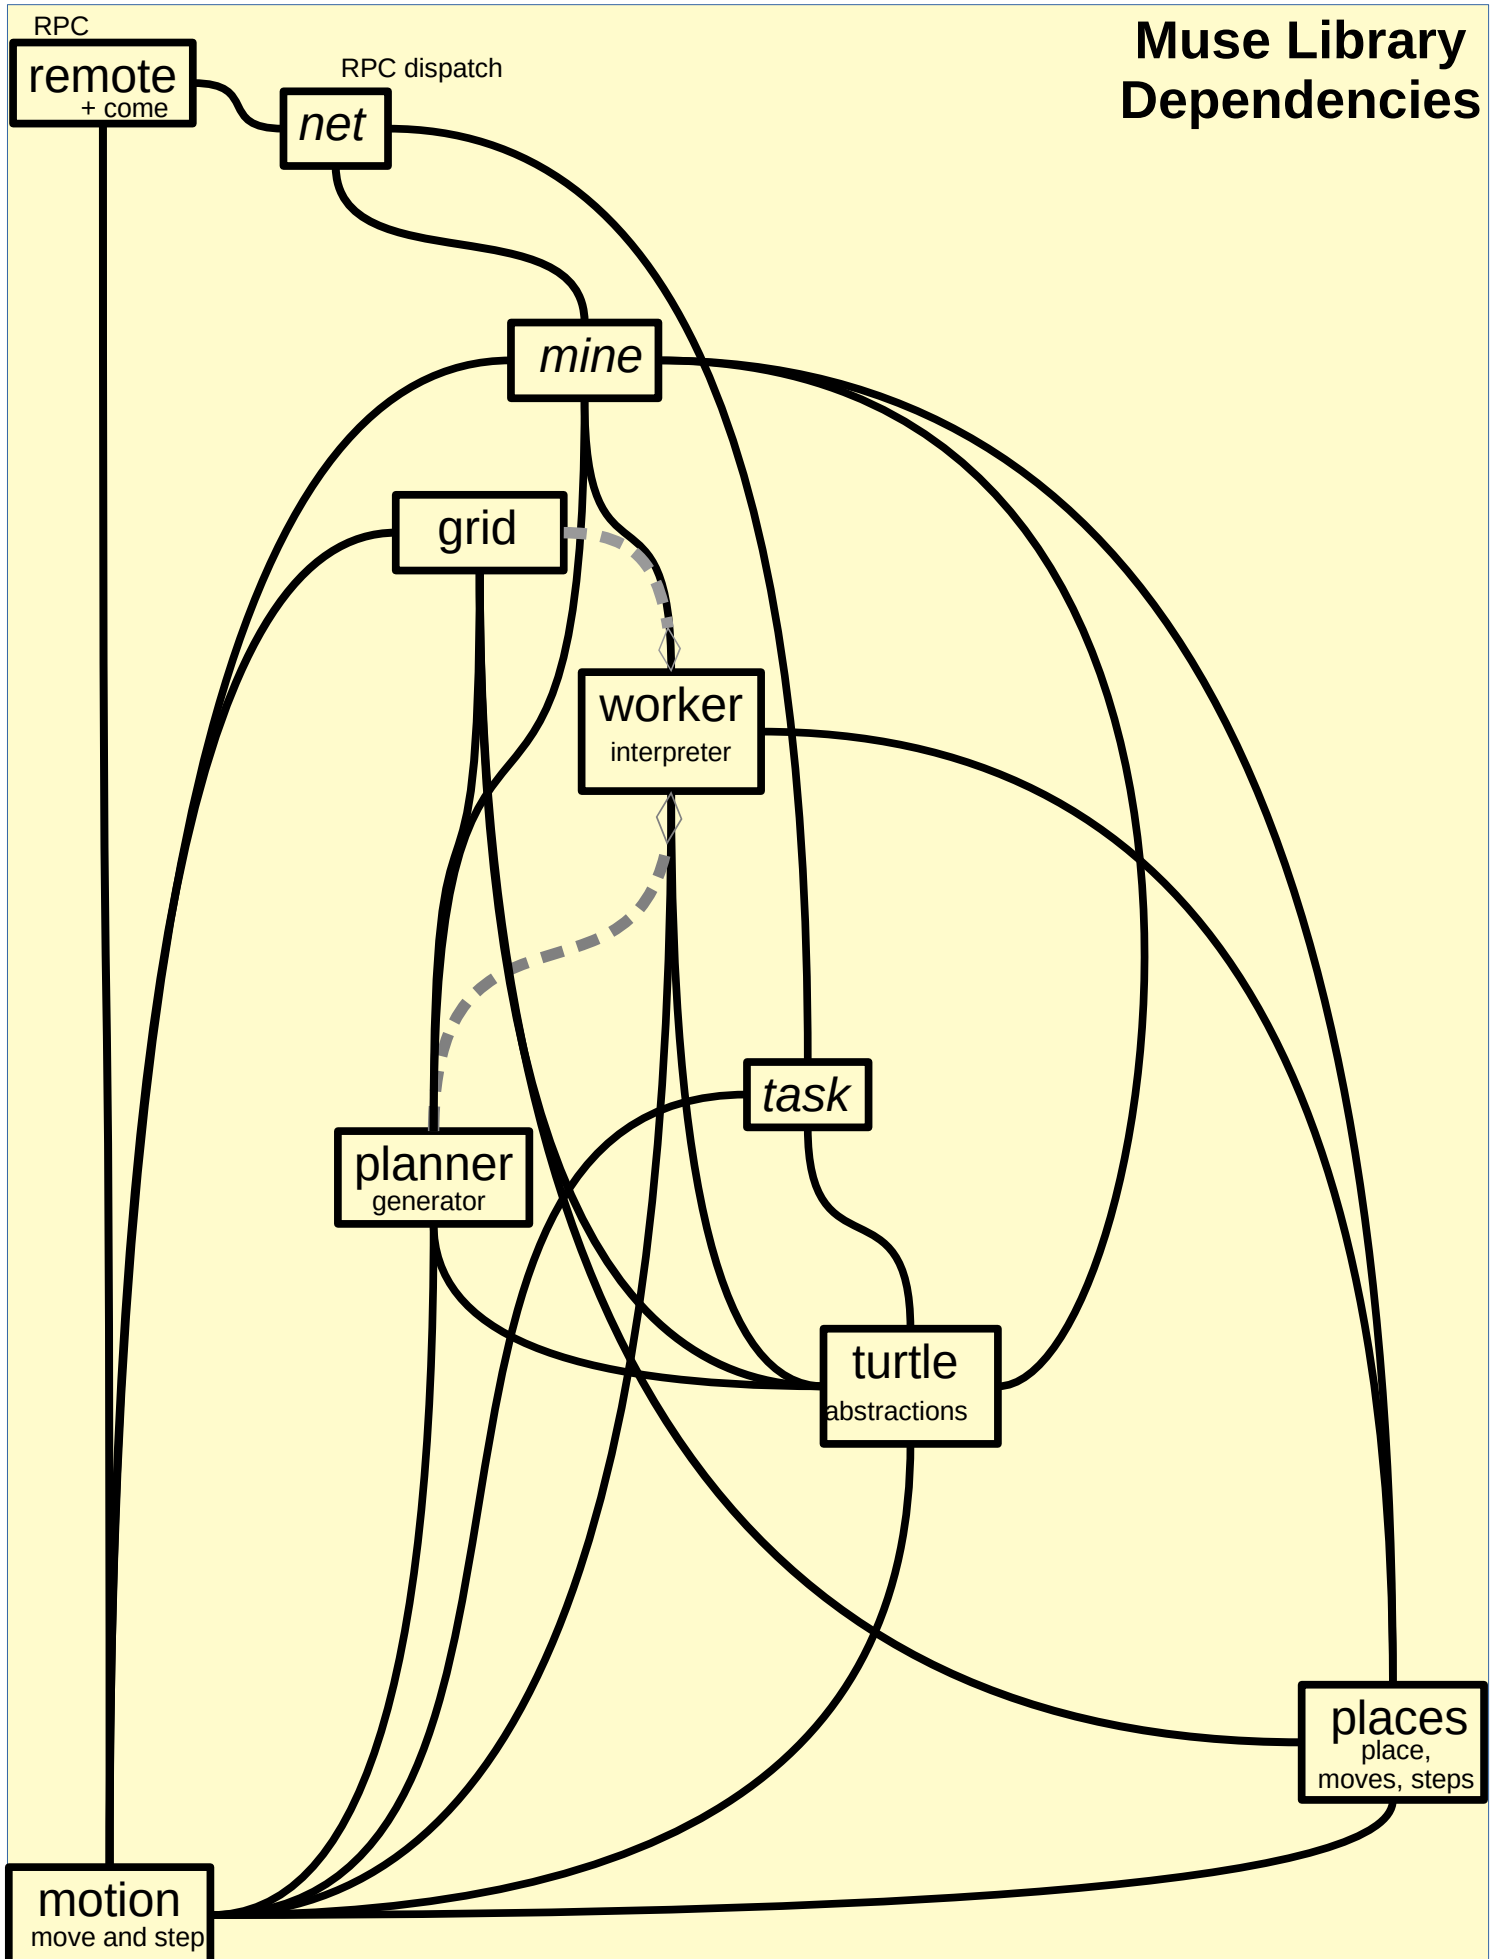 RPC
Muse Library
Dependencies
remote
+ come
RPC dispatch
net
mine
grid
worker
interpreter
task
planner
generator
turtle
abstractions
places
place,
moves, steps
motion
move and step